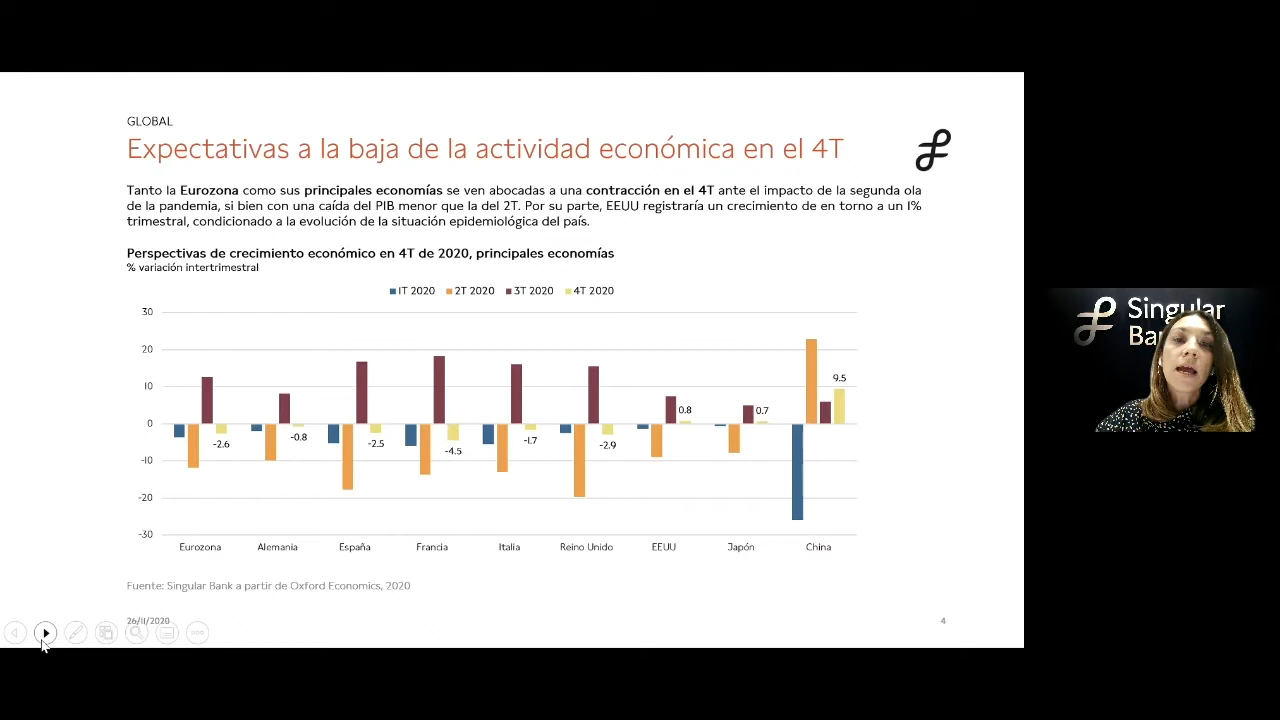 GLOBAL
Expectativas a la baja de la actividad económica en el 4T
Tanto la Eurozona como sus principales economías se ven abocadas a una contracción en el 4T ante el impacto de la segunda ola
de la pandemia, si bien con una caída del PIB menor que la del 2T. Por su parte, EEUU registraría un crecimiento de en torno a un 1%
trimestral, condicionado a la evolución de la situación epidemiológica del país.
Perspectivas de crecimiento económico en 4T de 2020, principales economías
% variación intertrimestral
1T 2020 2T 2020 3T 2020 4T 2020
30
20
10
0
-10
-20
-30
-2.6
-0.8
-2.5
-4.5
-1.7
-2.9
0.8
0.7
9.5
Eurozona Alemania España Francia Italia Reino Unido EEUU Japón China
Fuente: Singular Bank a partir de Oxford Economics, 2020
26/11/2020
4
Singular